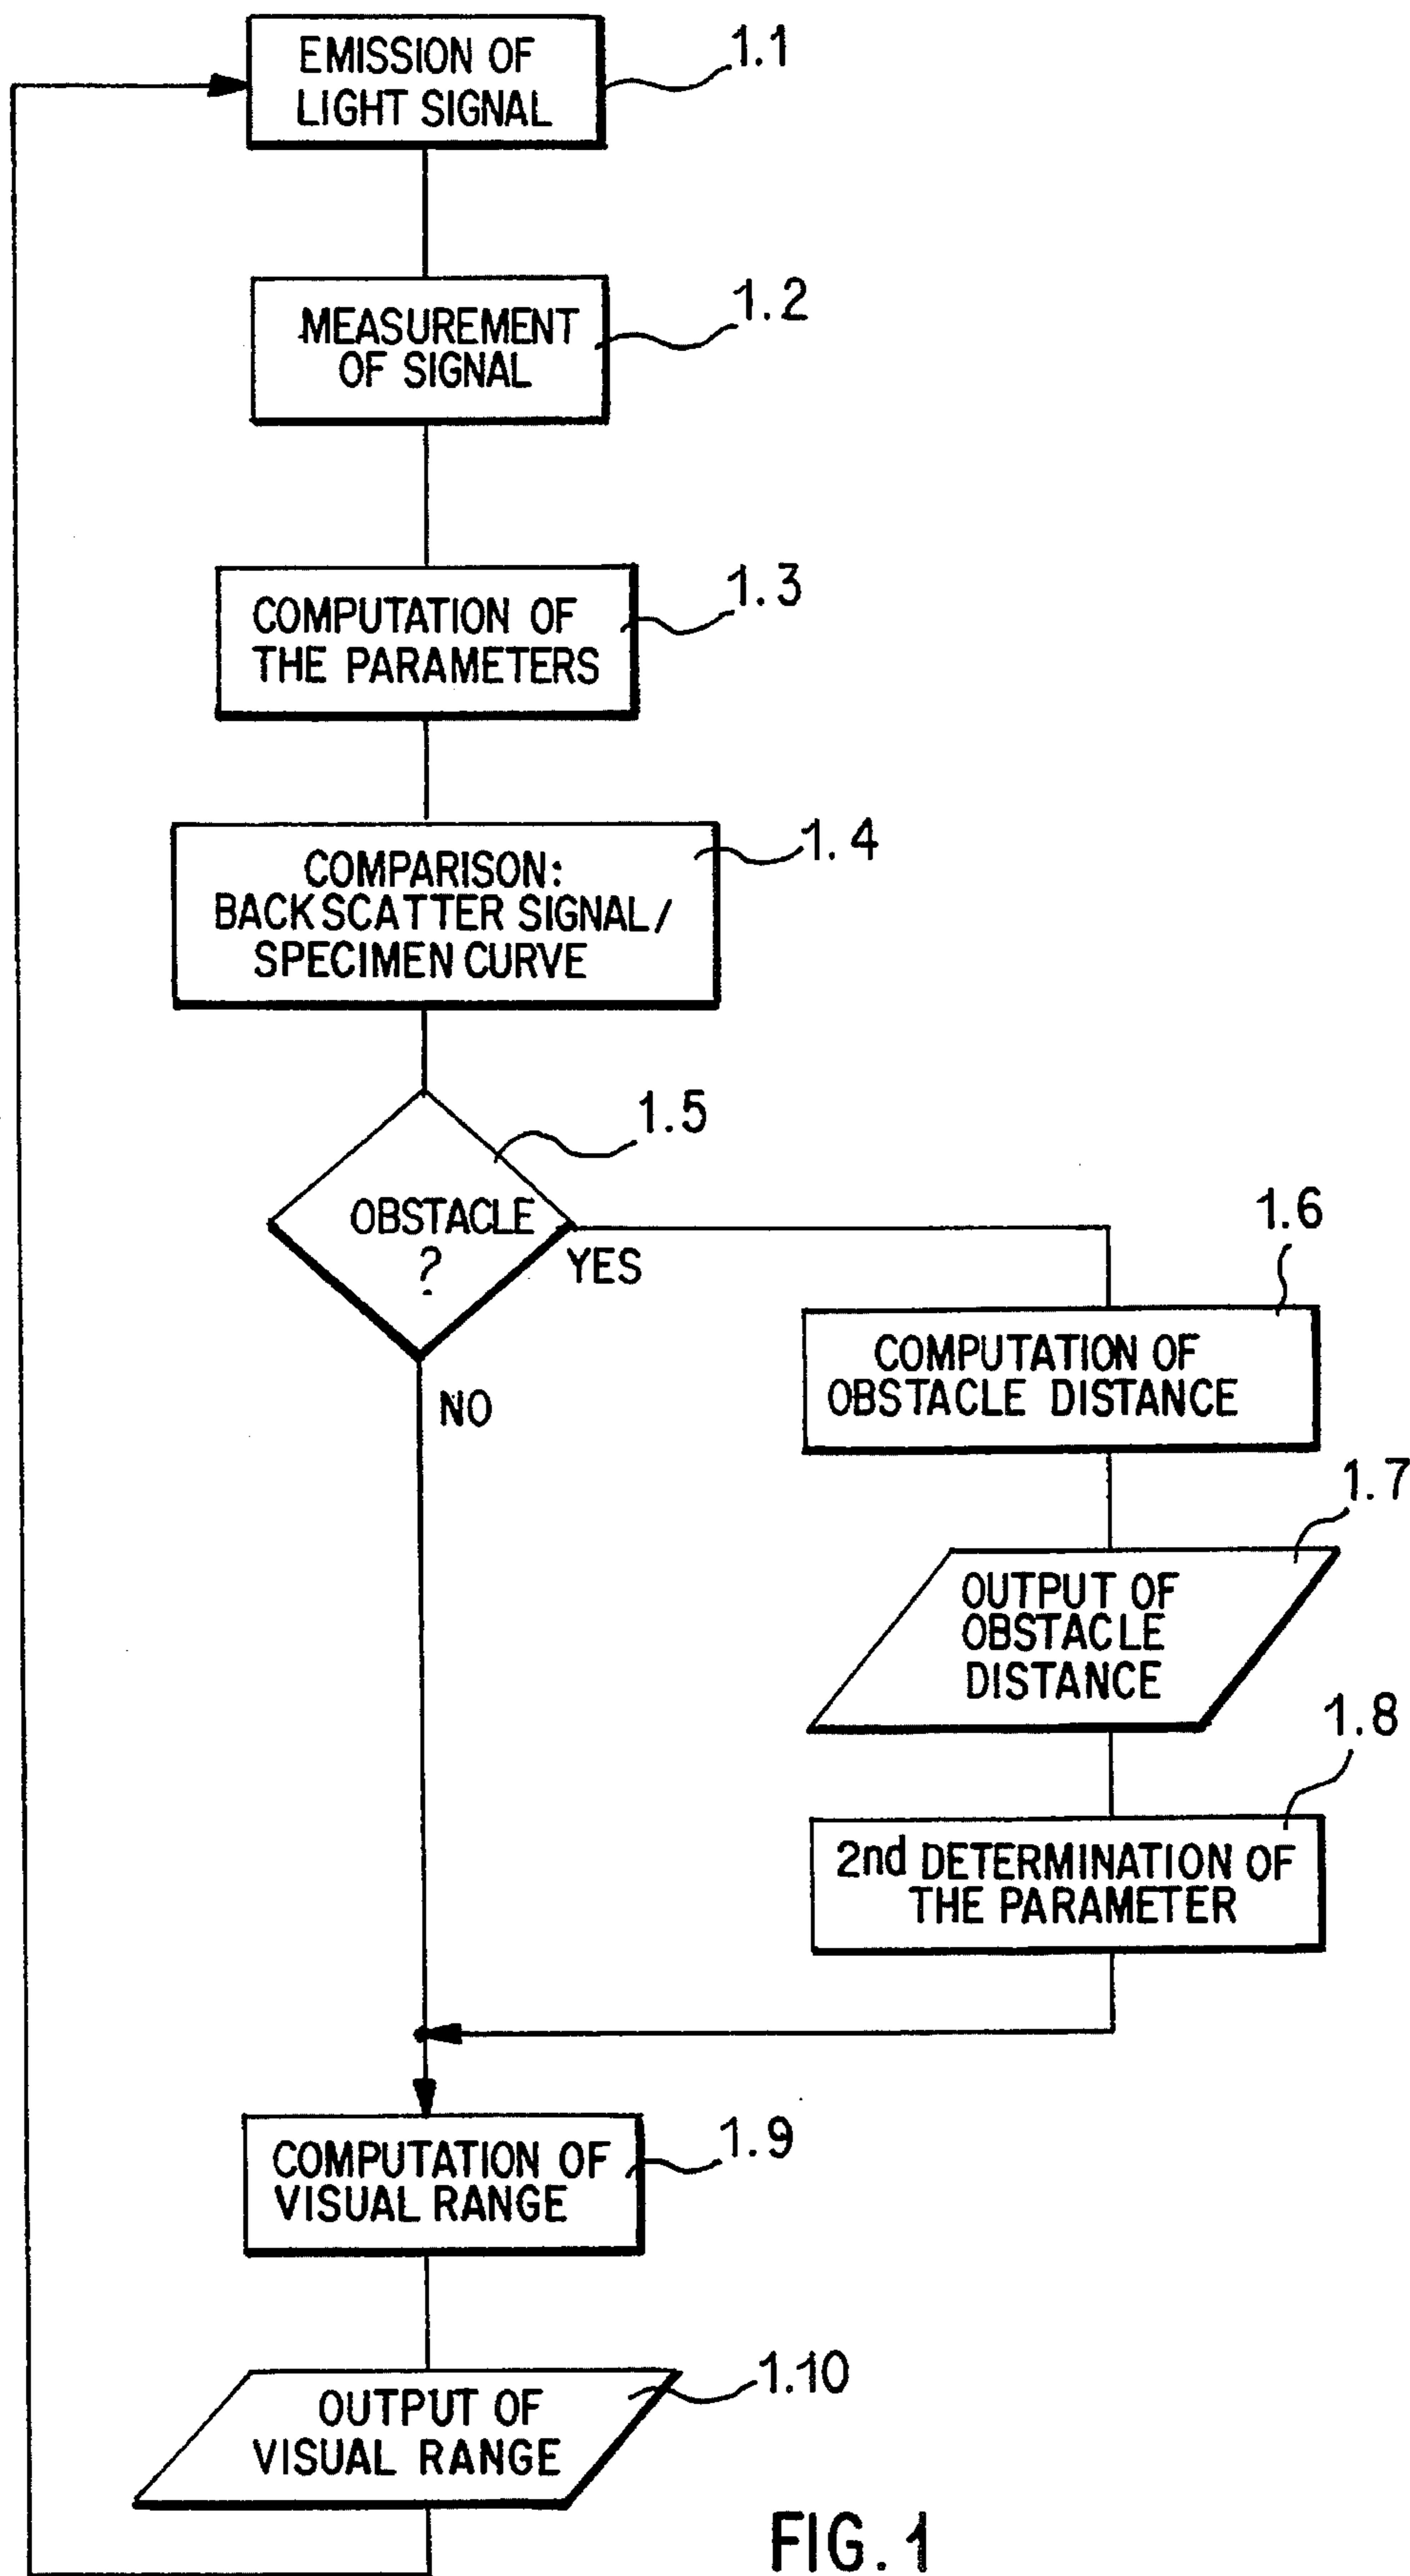 EMISSION OF
LIGHT SIGNAL
1.1
MEASUREMENT
OF SIGNAL
1.2
COMPUTATION OF
THE PARAMETERS
1.3
COMPARISON:
BACKSCATTER SIGNAL/
SPECIMEN CURVE
1.4
OBSTACLE
?
1.5
YES
NO
COMPUTATION OF
OBSTACLE DISTANCE
1.6
OUTPUT OF
OBSTACLE
DISTANCE
1.7
2nd DETERMINATION OF
THE PARAMETER
1.8
COMPUTATION OF
VISUAL RANGE
1.9
OUTPUT OF
VISUAL RANGE
1.10
FIG. 1